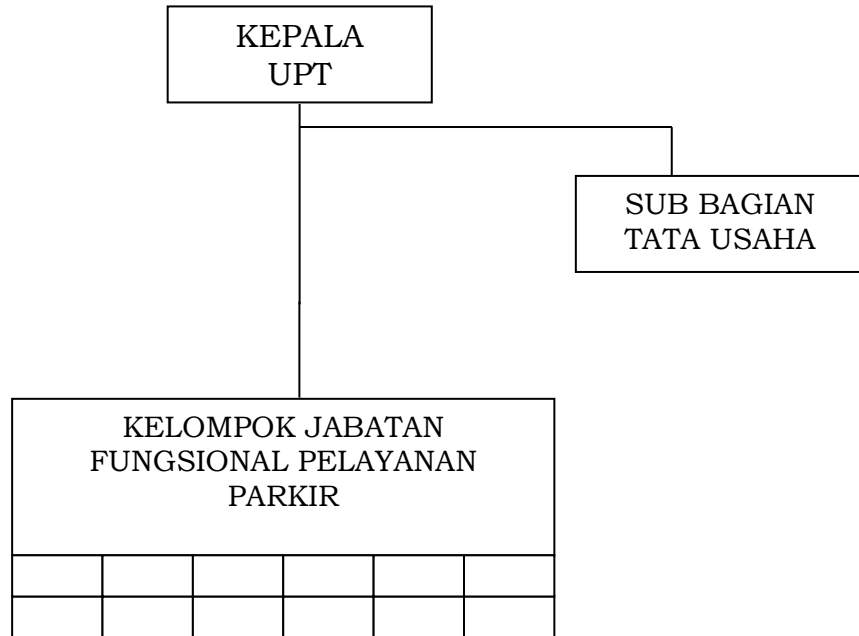 KEPALA
UPT
SUB BAGIAN
TATA USAHA
KELOMPOK JABATAN
FUNGSIONAL PELAYANAN
PARKIR